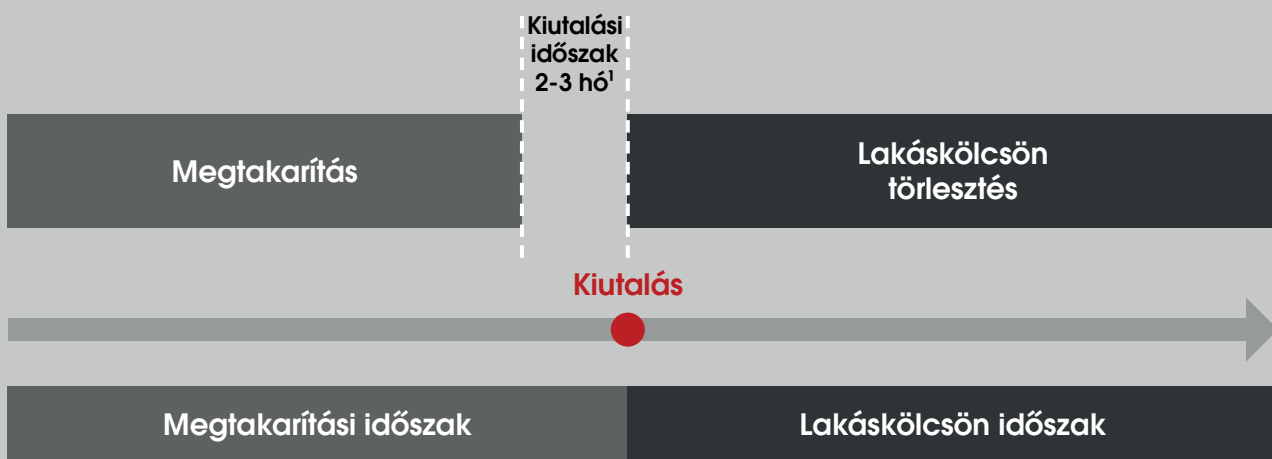 Kiutalási
időszak
2-3 hó¹
Megtakarítás
Lakáskölcsön
törlesztés
Kiutalás
Megtakarítási időszak
Lakáskölcsön időszak